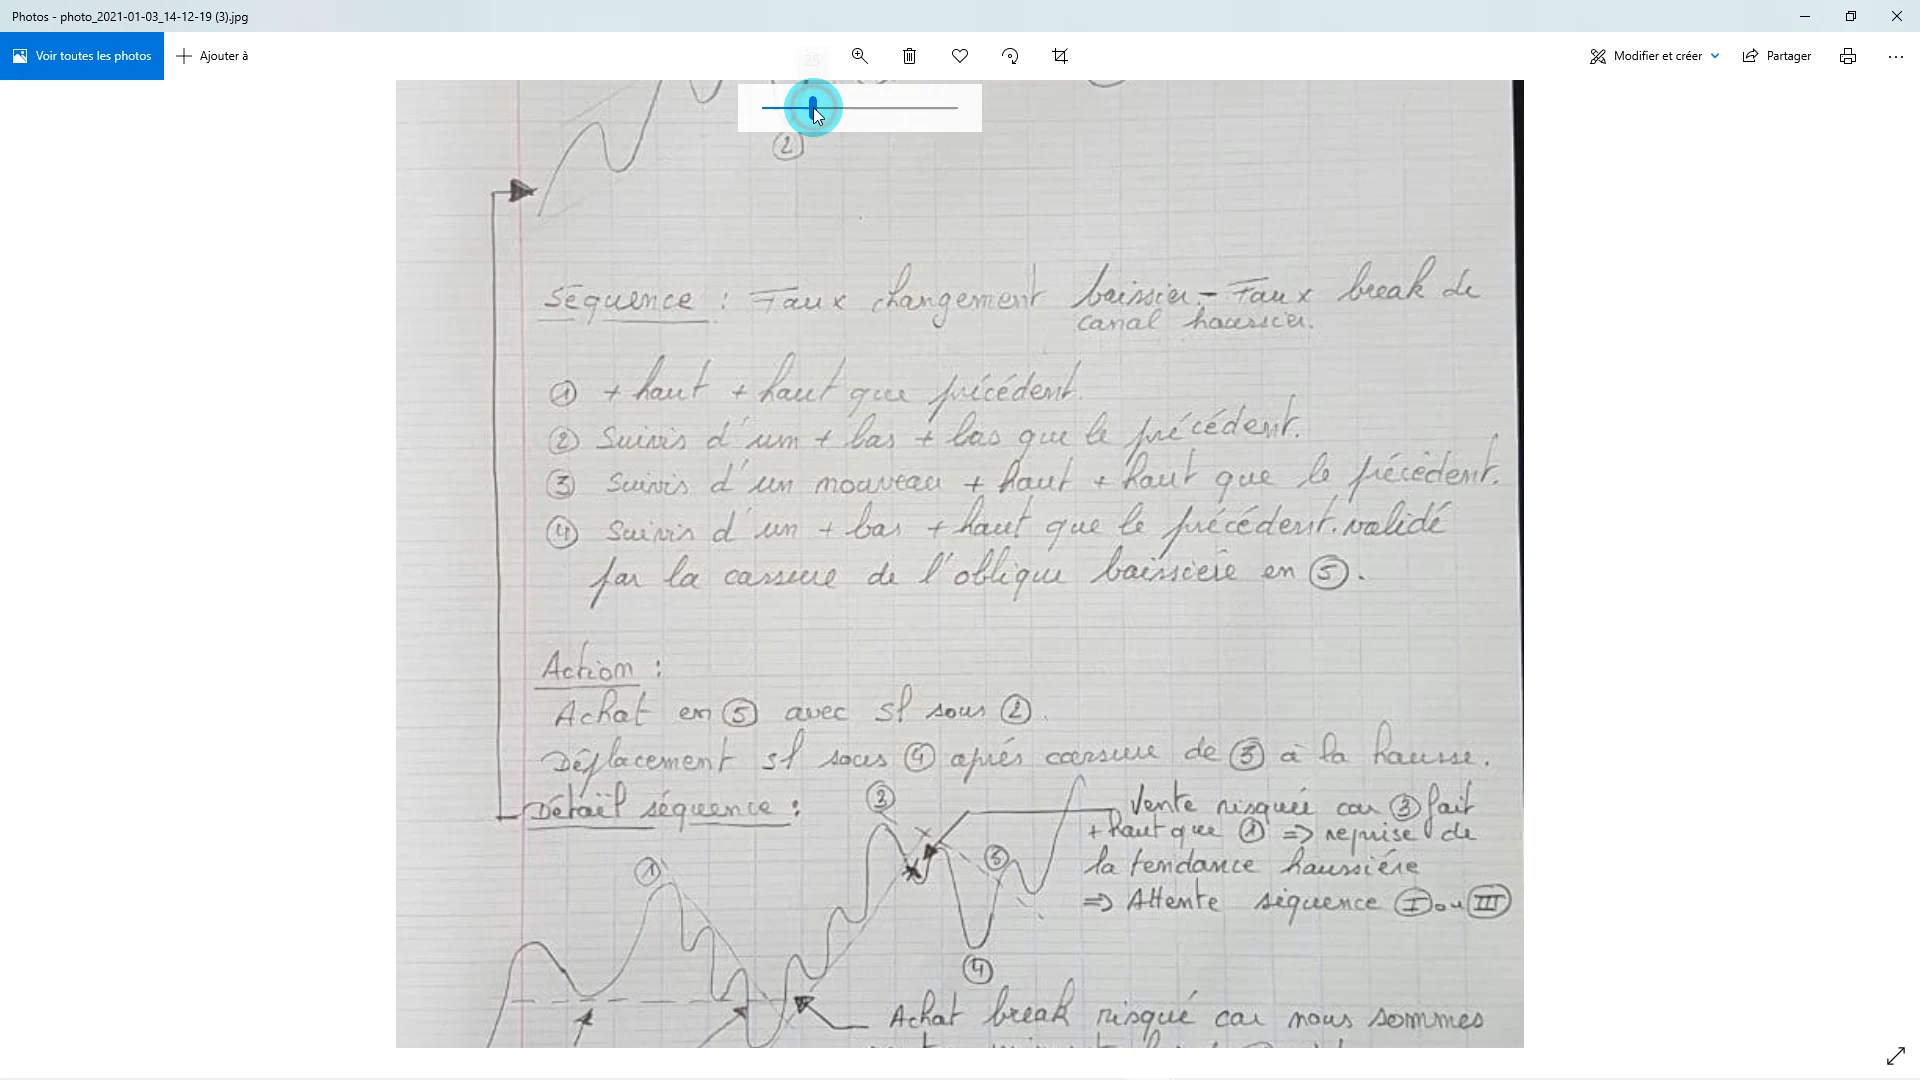 Photos - photo_2021-01-03_14-12-19 (3).jpg
Voir toutes les photos
Ajouter à
25
Modifier et créer
Partager
2
Séquence : Faux changement baissier - Faux break de
canal haussier.
① + haut + haut que précédent.
② Suivis d'un + bas + bas que le précédent.
③ Suivis d'un nouveau + haut + haut que le précédent.
④ Suivis d'un + bas + haut que le précédent. validé
par la cassure de l'oblique baissière en ⑤.
Action :
Achat en ⑤ avec sl sous ②.
Déplacement sl sous ④ après cassure de ③ à la hausse.
Détail séquence :
③
Vente risquée car ③ fait
+ haut que ① => reprise de
①
⑤
la tendance haussière
=> Attente séquence Ⓘ ou III
④
Achat break risqué car nous sommes